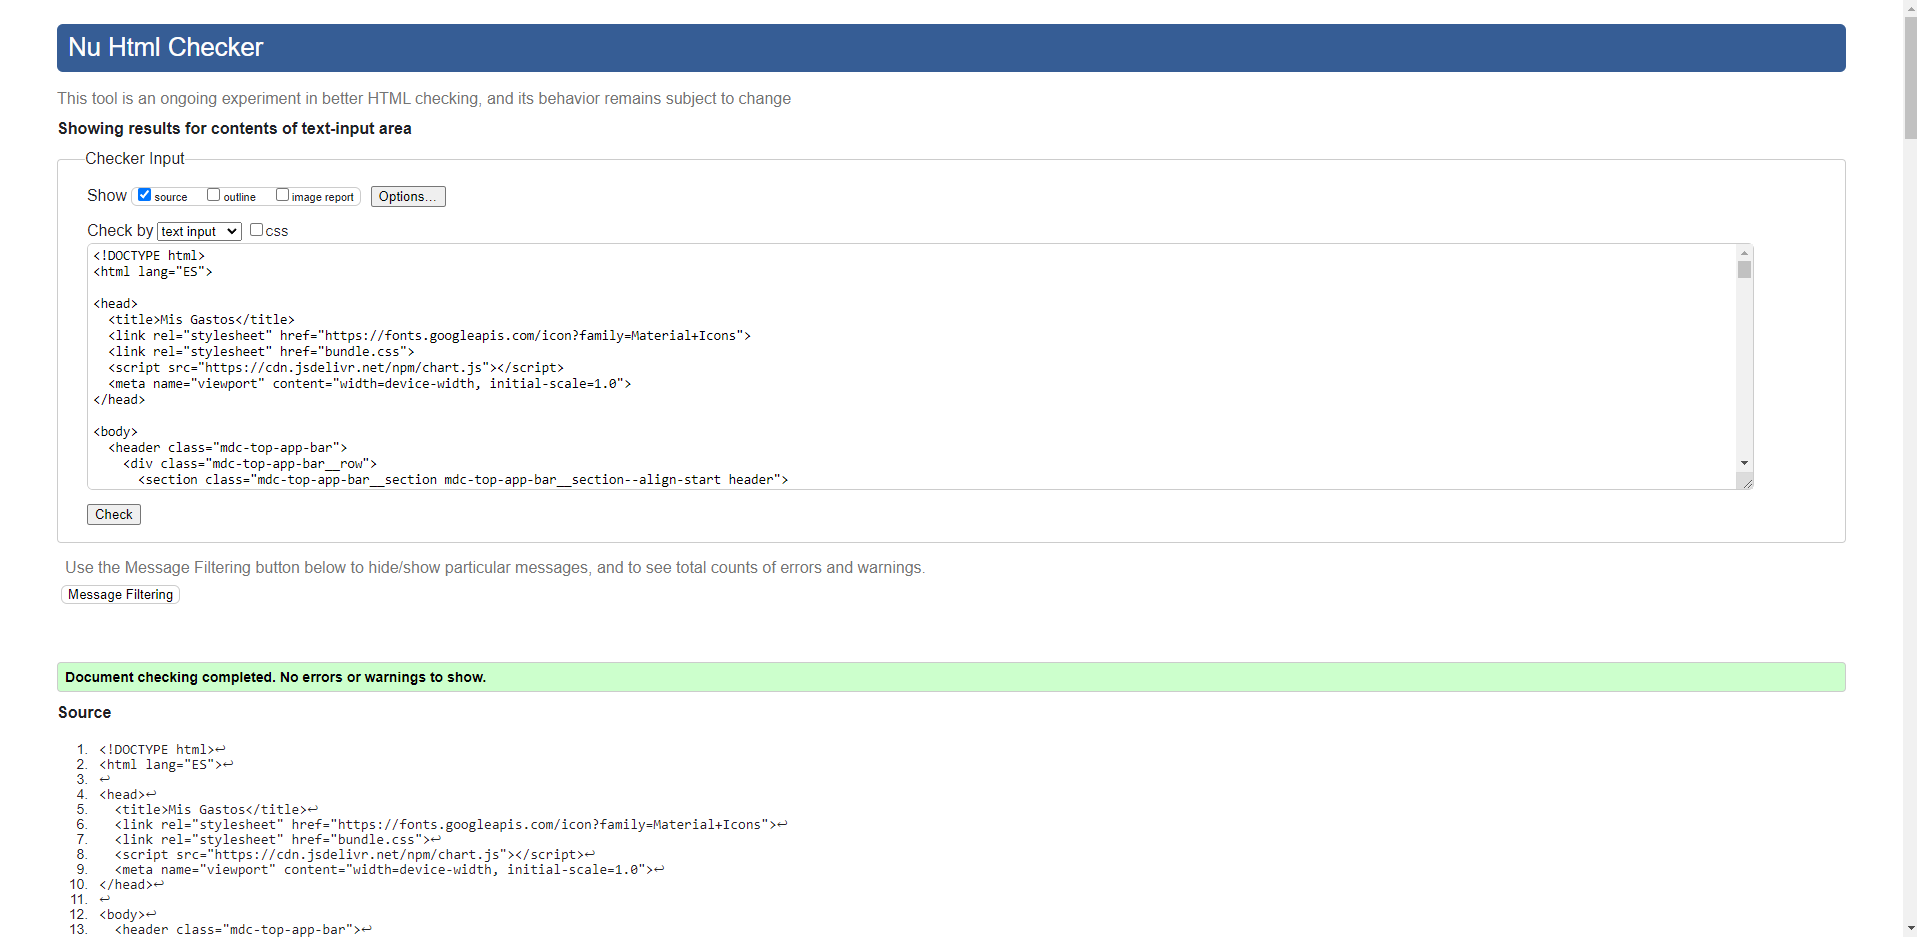 Nu Html Checker
This tool is an ongoing experiment in better HTML checking, and its behavior remains subject to change
Showing results for contents of text-input area
Checker Input
Show source outline image report Options...
Check by text input css
<!DOCTYPE html>
<html lang="ES">
<head>
<title>Mis Gastos</title>
<link rel="stylesheet" href="https://fonts.googleapis.com/icon?family=Material+Icons">
<link rel="stylesheet" href="bundle.css">
<script src="https://cdn.jsdelivr.net/npm/chart.js"></script>
<meta name="viewport" content="width=device-width, initial-scale=1.0">
</head>
<body>
<header class="mdc-top-app-bar">
<div class="mdc-top-app-bar__row">
<section class="mdc-top-app-bar__section mdc-top-app-bar__section--align-start header">
Check
Use the Message Filtering button below to hide/show particular messages, and to see total counts of errors and warnings.
Message Filtering
Document checking completed. No errors or warnings to show.
Source
1. <!DOCTYPE html>↩
2. <html lang="ES">↩
3. ↩
4. <head>↩
5. <title>Mis Gastos</title>↩
6. <link rel="stylesheet" href="https://fonts.googleapis.com/icon?family=Material+Icons">↩
7. <link rel="stylesheet" href="bundle.css">↩
8. <script src="https://cdn.jsdelivr.net/npm/chart.js"></script>↩
9. <meta name="viewport" content="width=device-width, initial-scale=1.0">↩
10. </head>↩
11. ↩
12. <body>↩
13. <header class="mdc-top-app-bar">↩